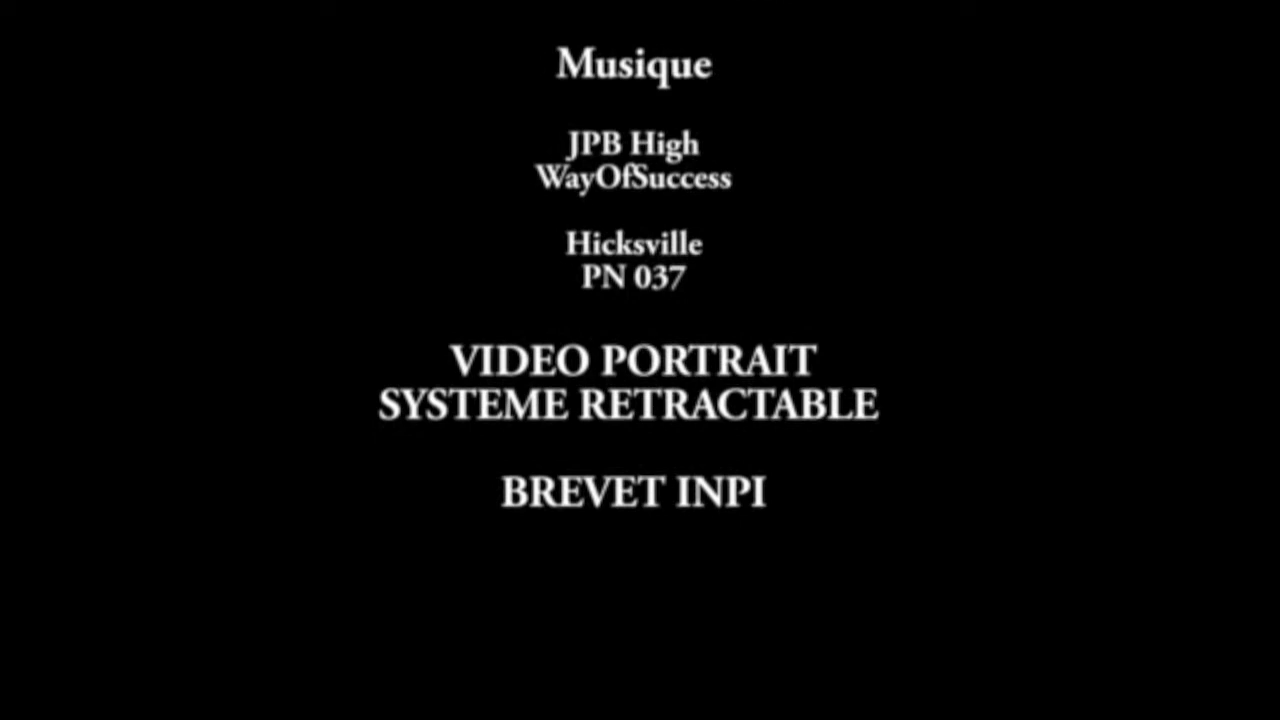 Musique
JPB High
WayOfSuccess
Hicksville
PN 037
VIDEO PORTRAIT
SYSTEME RETRACTABLE
BREVET INPI